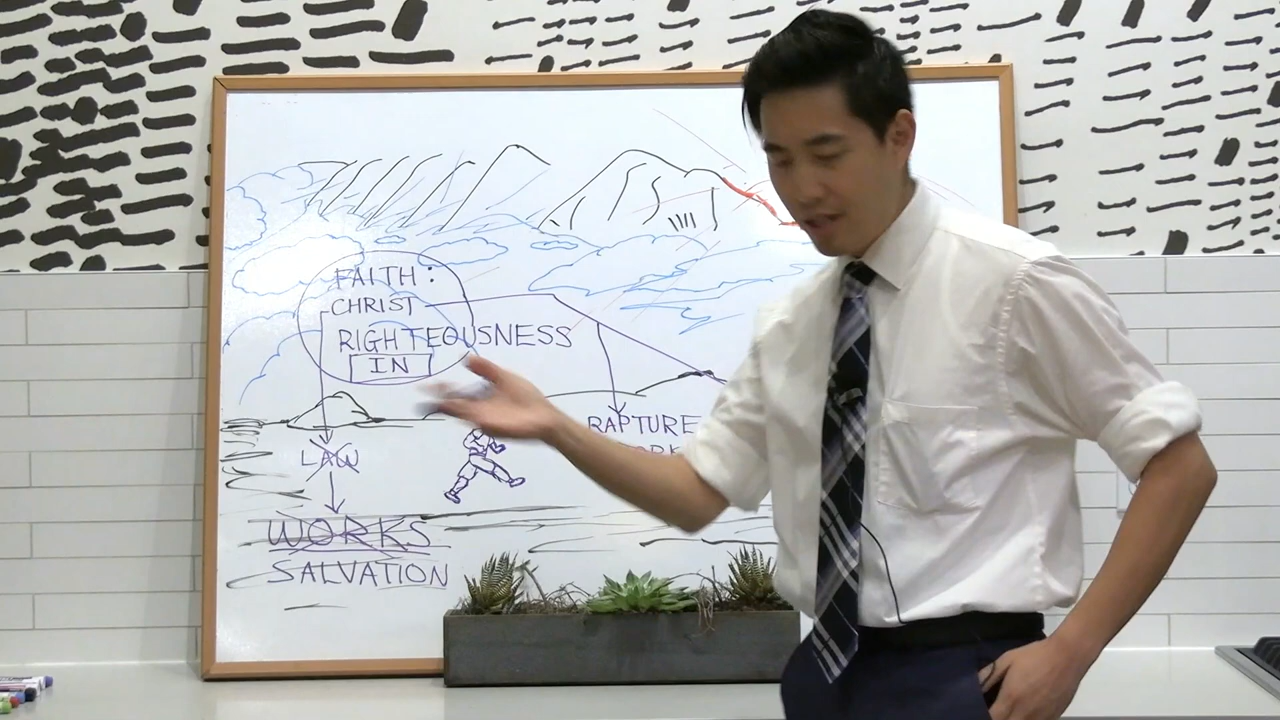 FAITH:
CHRIST
RIGHTEOUSNESS
IN
RAPTURE
LAW
WORKS
SALVATION